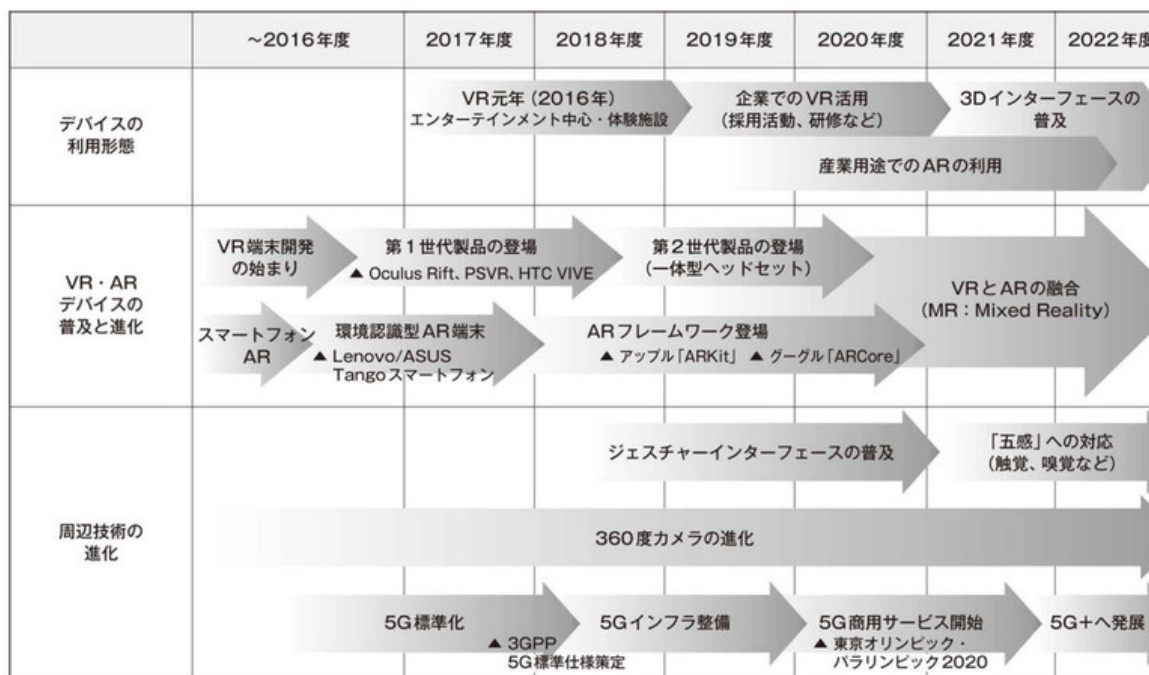 ～2016年度
2017年度
2018年度
2019年度
2020年度
2021年度
2022年度
デバイスの
利用形態
VR元年（2016年）
エンターテインメント中心・体験施設
企業でのVR活用
（採用活動、研修など）
3Dインターフェースの
普及
産業用途でのARの利用
VR・AR
デバイスの
普及と進化
VR端末開発
の始まり
第1世代製品の登場
▲ Oculus Rift、PSVR、HTC VIVE
第2世代製品の登場
（一体型ヘッドセット）
VRとARの融合
（MR：Mixed Reality）
スマートフォン
AR
環境認識型AR端末
▲ Lenovo/ASUS
Tangoスマートフォン
ARフレームワーク登場
▲ アップル「ARKit」 ▲ グーグル「ARCore」
周辺技術の
進化
ジェスチャーインターフェースの普及
「五感」への対応
（触覚、嗅覚など）
360度カメラの進化
5G標準化
▲ 3GPP
5G標準仕様策定
5Gインフラ整備
5G商用サービス開始
▲ 東京オリンピック・
パラリンピック2020
5G＋へ発展